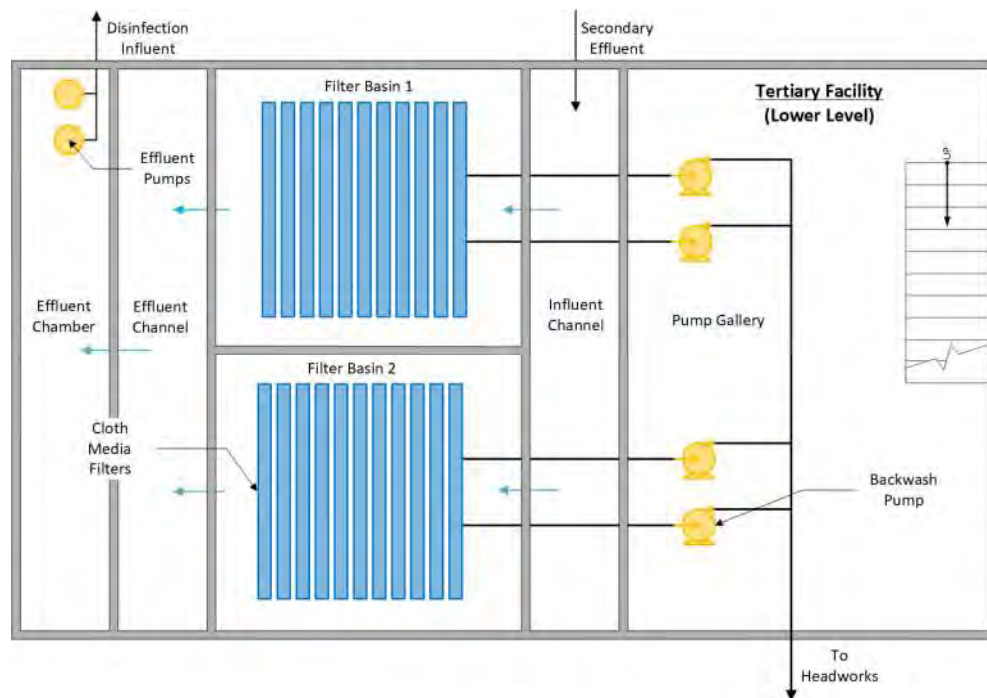 Disinfection
Influent
Secondary
Effluent
Filter Basin 1
Tertiary Facility
(Lower Level)
UP
Effluent
Pumps
Effluent
Chamber
Effluent
Channel
Influent
Channel
Pump Gallery
Filter Basin 2
Cloth
Media
Filters
Backwash
Pump
To
Headworks